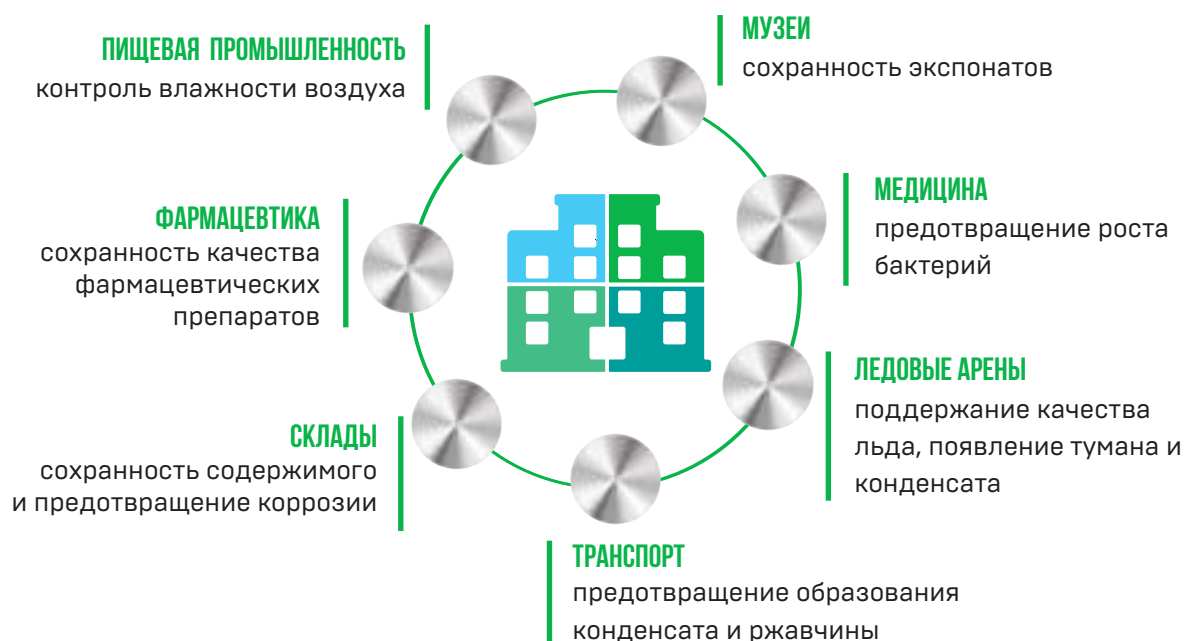 ПИЩЕВАЯ ПРОМЫШЛЕННОСТЬ
контроль влажности воздуха
МУЗЕИ
сохранность экспонатов
ФАРМАЦЕВТИКА
сохранность качества
фармацевтических
препаратов
МЕДИЦИНА
предотвращение роста
бактерий
СКЛАДЫ
сохранность содержимого
и предотвращение коррозии
ЛЕДОВЫЕ АРЕНЫ
поддержание качества
льда, появление тумана и
конденсата
ТРАНСПОРТ
предотвращение образования
конденсата и ржавчины